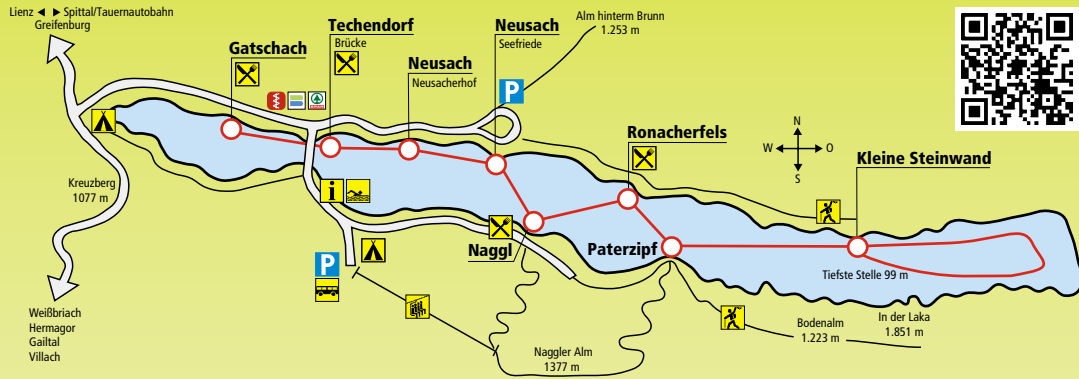 Lienz ◄ ► Spittal/Tauernautobahn
Greifenburg
Gatschach
Techendorf
Brücke
Neusach
Neusacherhof
Neusach
Seefriede
Alm hinterm Brunn
1.253 m
P
Ronacherfels
N
W O
S
Kleine Steinwand
Kreuzberg
1077 m
i
Naggl
Paterzipf
P
Tiefste Stelle 99 m
Weißbriach
Hermagor
Gailtal
Villach
Naggler Alm
1377 m
Bodenalm
1.223 m
In der Laka
1.851 m